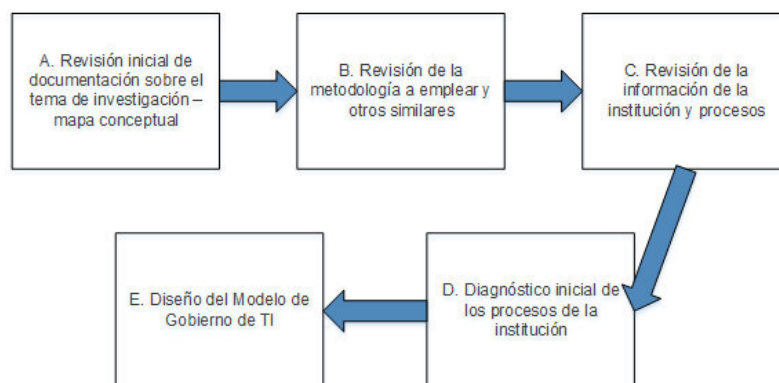 A. Revisión inicial de
documentación sobre el
tema de investigación –
mapa conceptual
B. Revisión de la
metodología a emplear y
otros similares
C. Revisión de la
información de la
institución y procesos
D. Diagnóstico inicial de
los procesos de la
institución
E. Diseño del Modelo de
Gobierno de TI